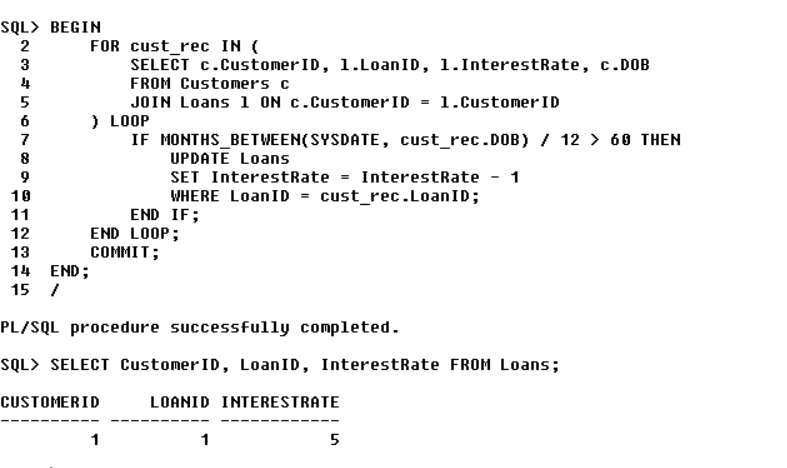 SQL> BEGIN
  2      FOR cust_rec IN (
  3          SELECT c.CustomerID, l.LoanID, l.InterestRate, c.DOB
  4          FROM Customers c
  5          JOIN Loans l ON c.CustomerID = l.CustomerID
  6      ) LOOP
  7          IF MONTHS_BETWEEN(SYSDATE, cust_rec.DOB) / 12 > 60 THEN
  8              UPDATE Loans
  9              SET InterestRate = InterestRate - 1
 10              WHERE LoanID = cust_rec.LoanID;
 11          END IF;
 12      END LOOP;
 13      COMMIT;
 14  END;
 15  /
PL/SQL procedure successfully completed.
SQL> SELECT CustomerID, LoanID, InterestRate FROM Loans;
CUSTOMERID     LOANID INTERESTRATE
---------- ---------- ------------
         1          1            5